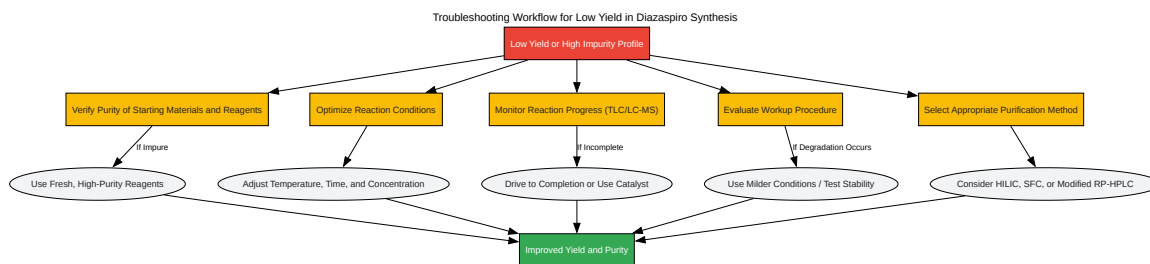 Troubleshooting Workflow for Low Yield in Diazaspiro Synthesis
Low Yield or High Impurity Profile
Verify Purity of Starting Materials and Reagents
Optimize Reaction Conditions
Monitor Reaction Progress (TLC/LC-MS)
Evaluate Workup Procedure
Select Appropriate Purification Method
If Impure
If Incomplete
If Degradation Occurs
Use Fresh, High-Purity Reagents
Adjust Temperature, Time, and Concentration
Drive to Completion or Use Catalyst
Use Milder Conditions / Test Stability
Consider HILIC, SFC, or Modified RP-HPLC
Improved Yield and Purity